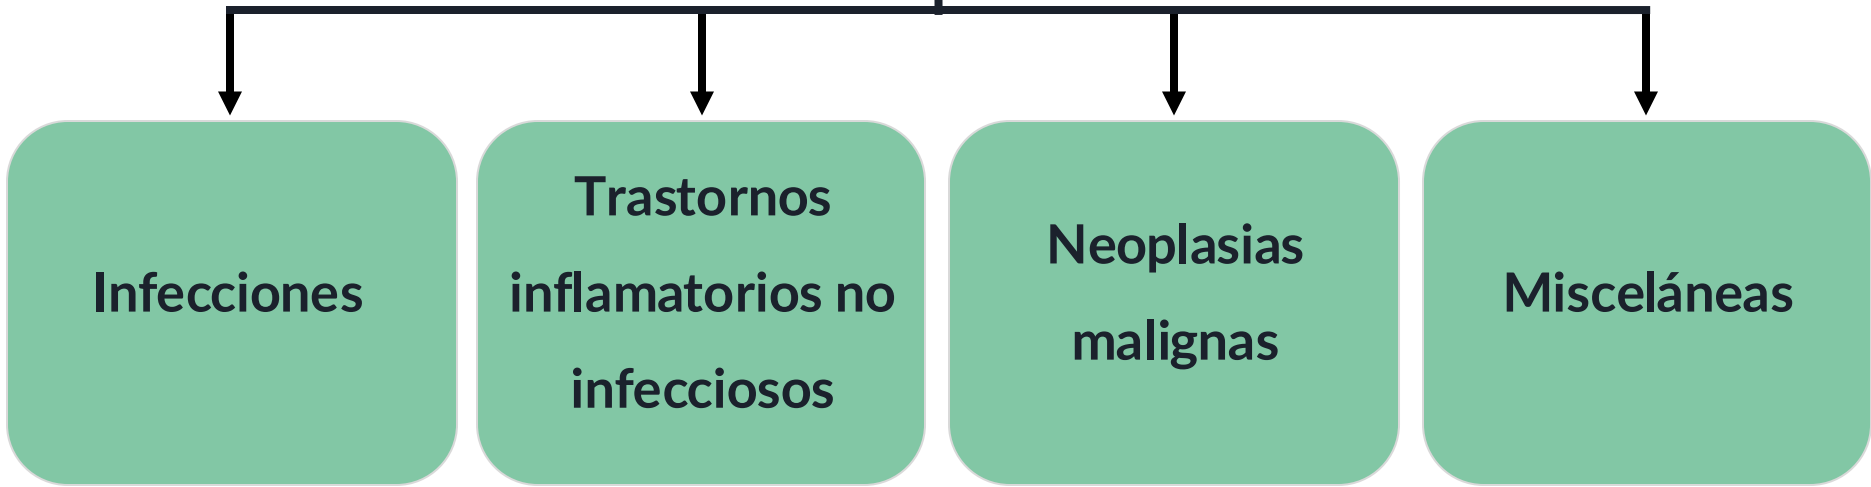 Infecciones
Trastornos
inflamatorios no
infecciosos
Neoplasias
malignas
Misceláneas